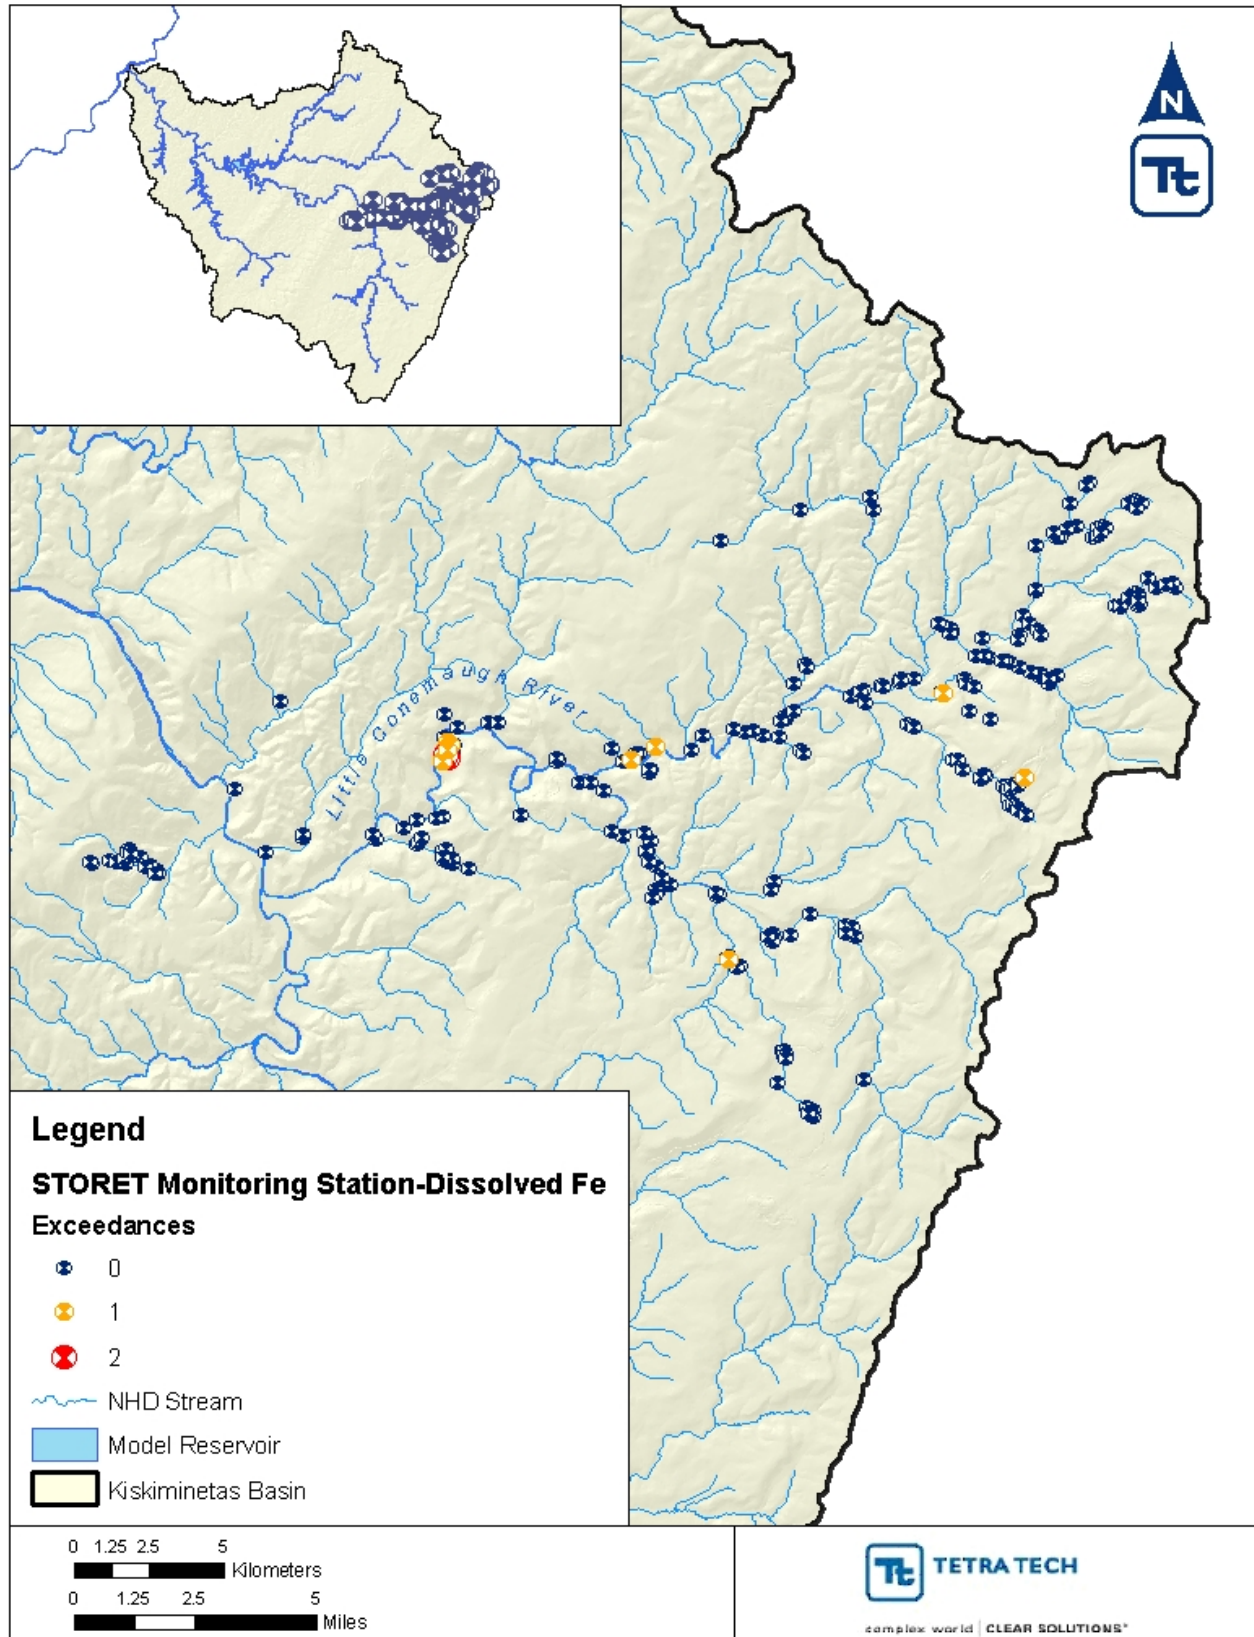 N
Tt
Little Conemaugh River
Legend
STORET Monitoring Station-Dissolved Fe
Exceedances
0
1
2
NHD Stream
Model Reservoir
Kiskiminetas Basin
0 1.25 2.5 5
Kilometers
0 1.25 2.5 5
Miles
Tt TETRA TECH
complex world | CLEAR SOLUTIONS